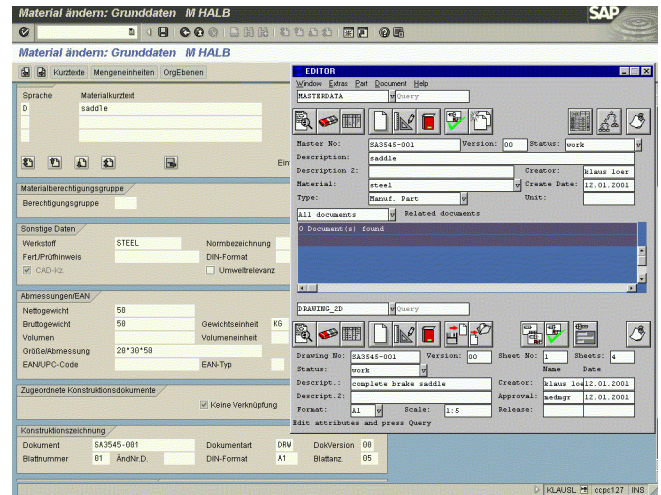 Material ändern: Grunddaten M HALB
SAP
Material ändern: Grunddaten M HALB
Kurztexte Mengeneinheiten OrgEbenen
Sprache Materialkurztext
D saddle
Materialberechtigungsgruppe
Berechtigungsgruppe
Sonstige Daten
Werkstoff STEEL Normbezeichnung
Fert./Prüfhinweis DIN-Format
CAD-Kz. Umweltrelevanz
Abmessungen/EAN
Nettogewicht 50
Bruttogewicht 50 Gewichtseinheit KG
Volumen Volumeneinheit
Größe/Abmessung 20*30*50
EAN/UPC-Code EAN-Typ
Zugeordnete Konstruktionsdokumente
Keine Verknüpfung
Konstruktionszeichnung
Dokument SA3545-001 Dokumentart DRW DokVersion 00
Blattnummer 01 ÄndNr.D. DIN-Format A1 Blattanz. 05
EDITOR
Window Extras Part Document Help
MASTERDATA Query
Master No: SA3545-001 Version: 00 Status: work
Description: saddle
Description 2: Creator: klaus loer
Material: steel Create Date: 12.01.2001
Type: Manuf. Part Unit:
All documents Related documents
0 Document(s) found
DRAWING_2D Query
Drawing No: SA3545-001 Version: 00 Sheet No: 1 Sheets: 4
Status: work Name Date
Descript.: complete brake saddle Creator: klaus loe 12.01.2001
Descript.2: Approval: medmgr 12.01.2001
Format: A1 Scale: 1:5 Release:
Edit attributes and press Query
KLAUSL ccpc127 INS